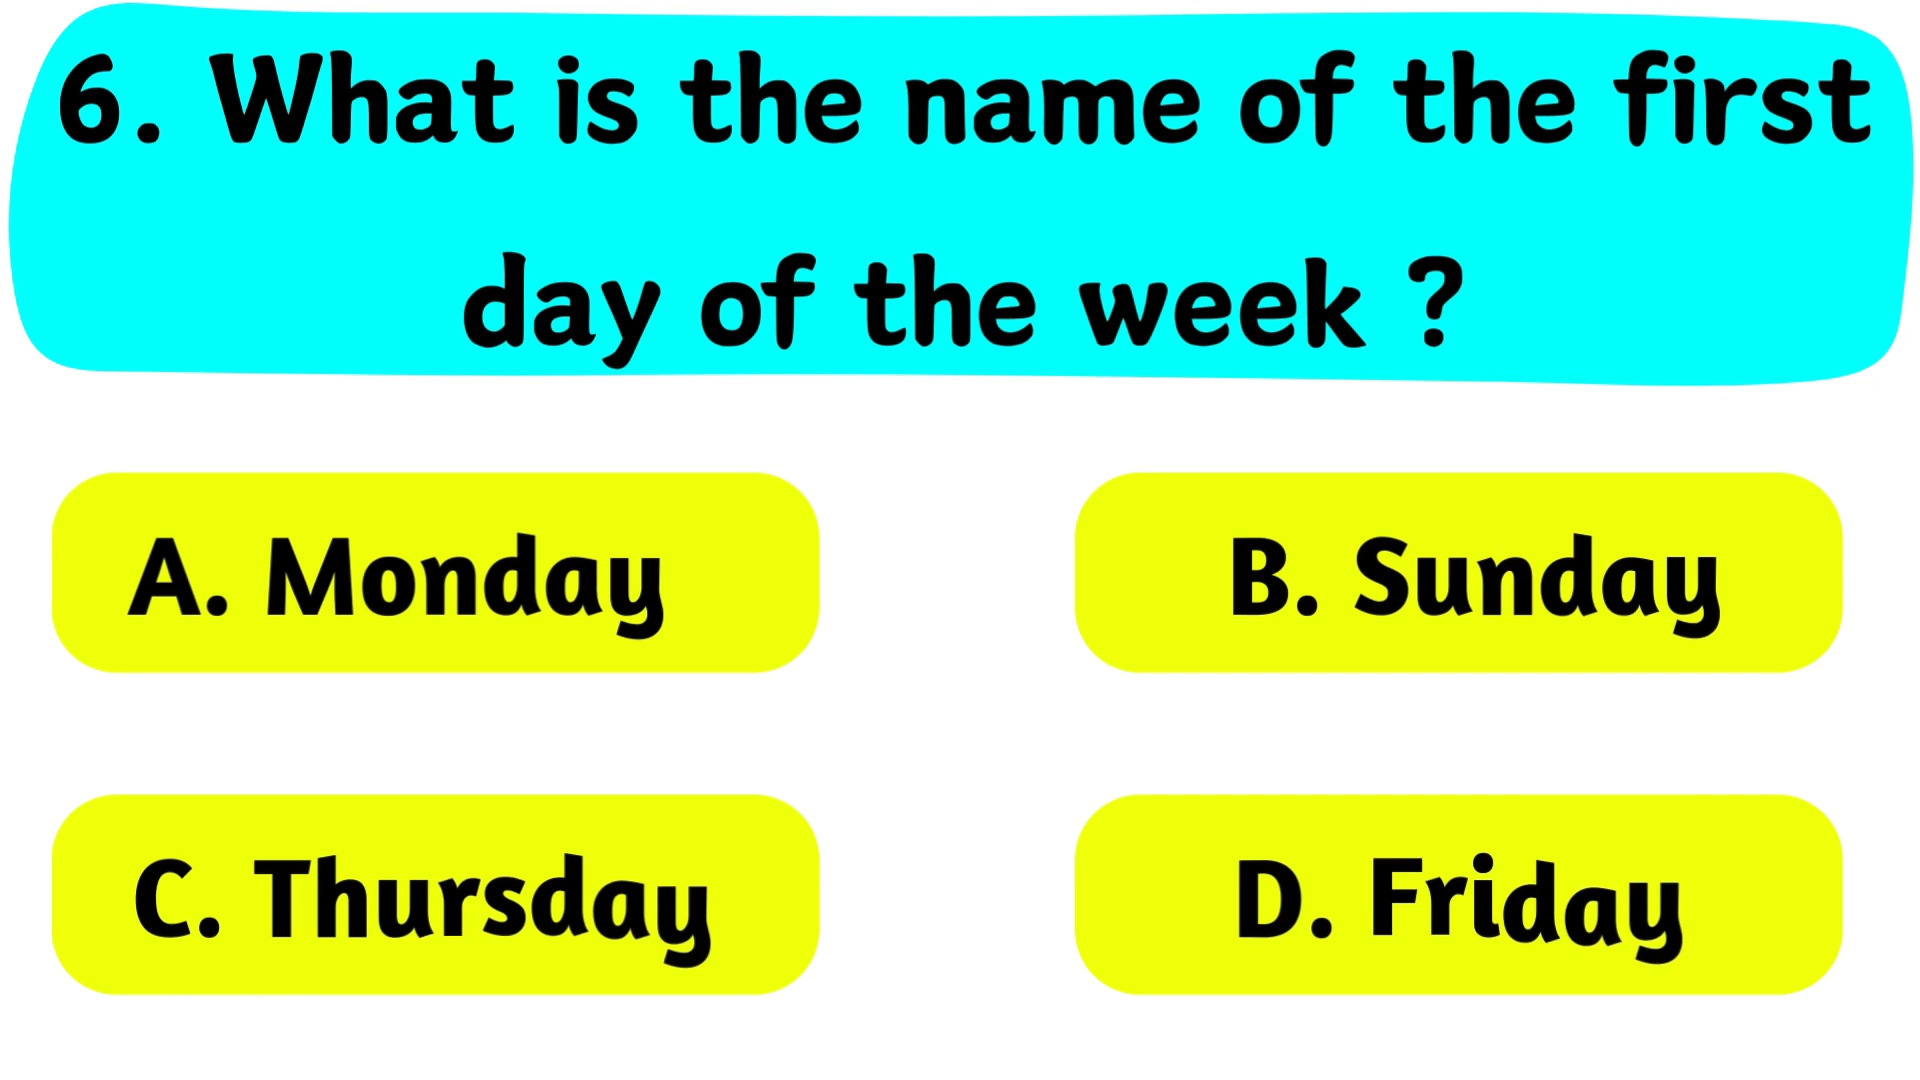 6. What is the name of the first
day of the week ?
A. Monday
B. Sunday
C. Thursday
D. Friday